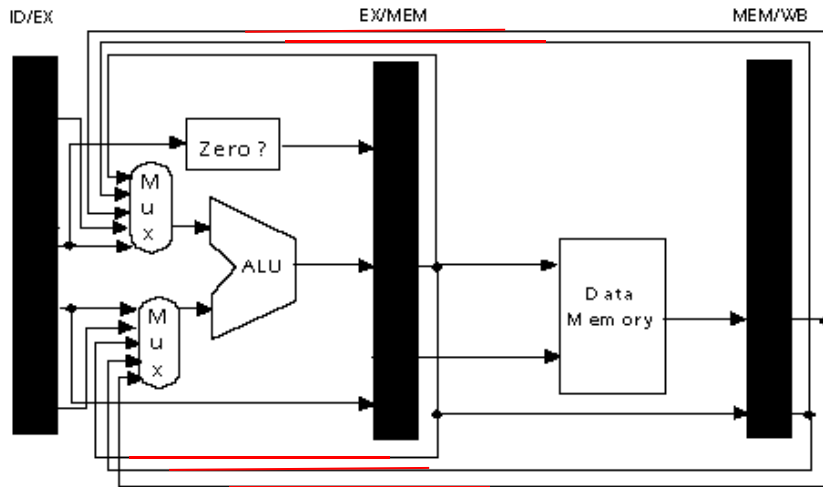 ID/EX
EX/MEM
MEM/WB
Zero ?
M
u
x
ALU
Data
Memory
M
u
x